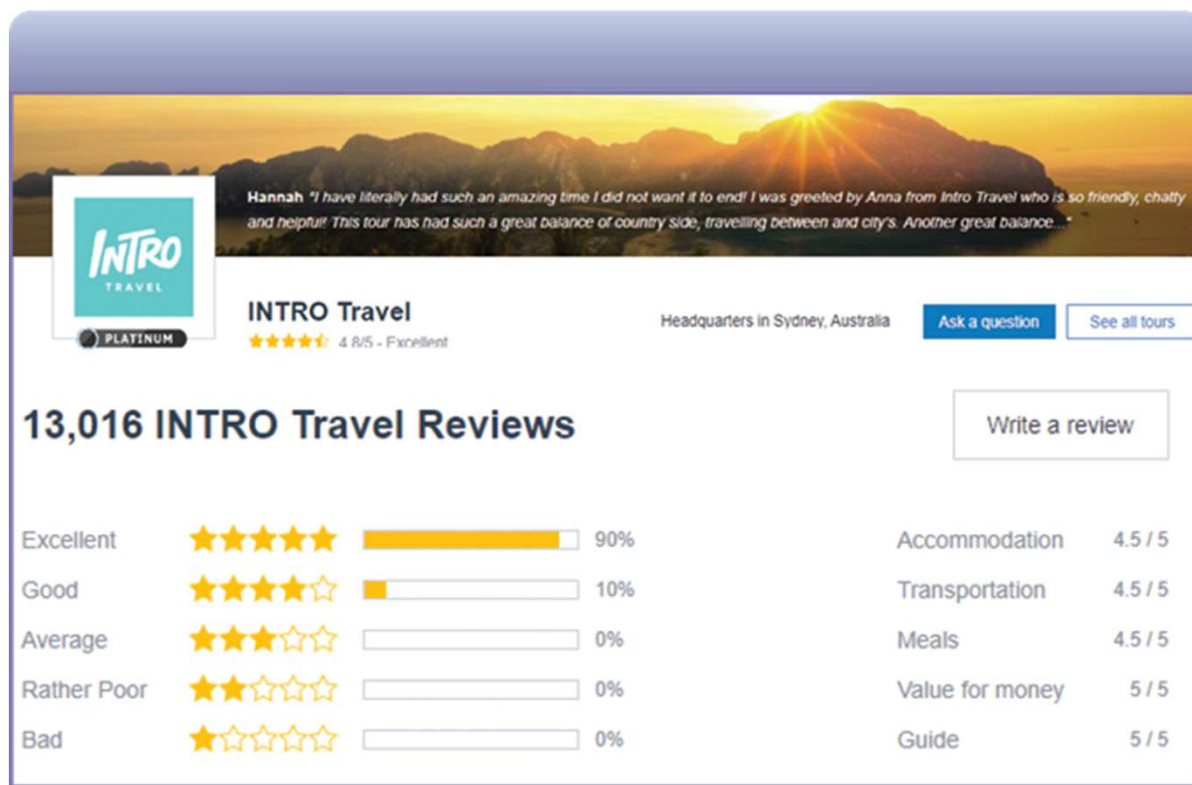 Hannah "I have literally had such an amazing time I did not want it to end! I was greeted by Anna from Intro Travel who is so friendly, chatty
and helpful! This tour has had such a great balance of country side, travelling between and city's. Another great balance..."
INTRO
TRAVEL
PLATINUM
INTRO Travel
4.8/5 - Excellent
Headquarters in Sydney, Australia
Ask a question
See all tours
13,016 INTRO Travel Reviews
Write a review
Excellent 90%
Good 10%
Average 0%
Rather Poor 0%
Bad 0%
Accommodation 4.5 / 5
Transportation 4.5 / 5
Meals 4.5 / 5
Value for money 5 / 5
Guide 5 / 5